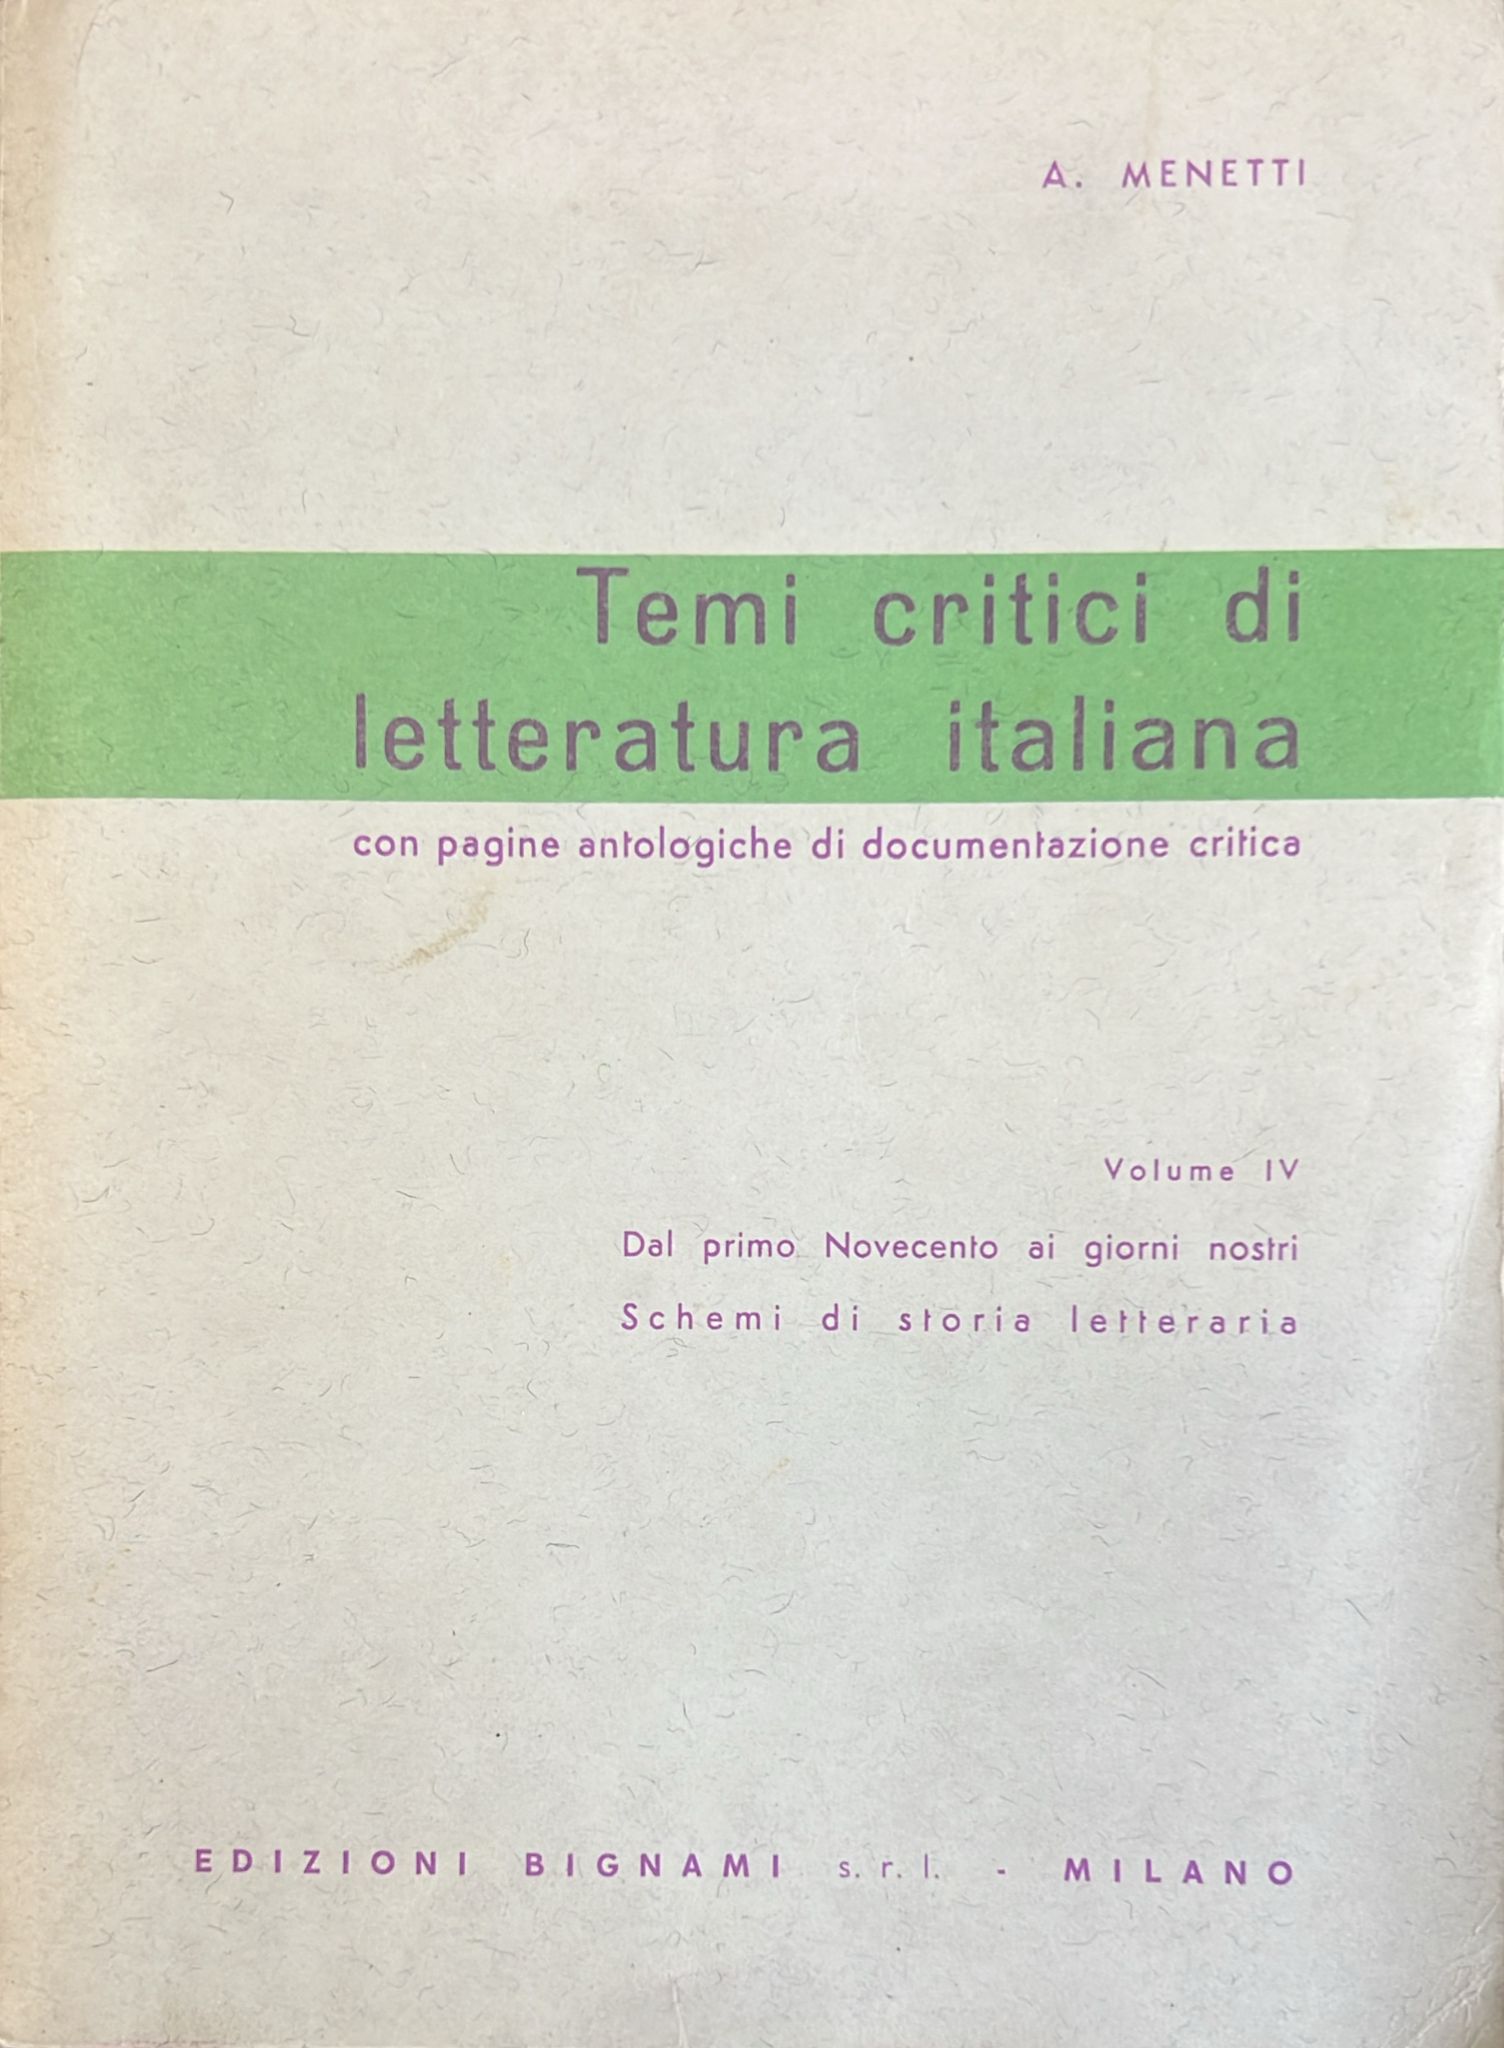 A. MENETTI
Temi critici di
letteratura italiana
con pagine antologiche di documentazione critica
Volume IV
Dal primo Novecento ai giorni nostri
Schemi di storia letteraria
EDIZIONI BIGNAMI s.r.l. - MILANO